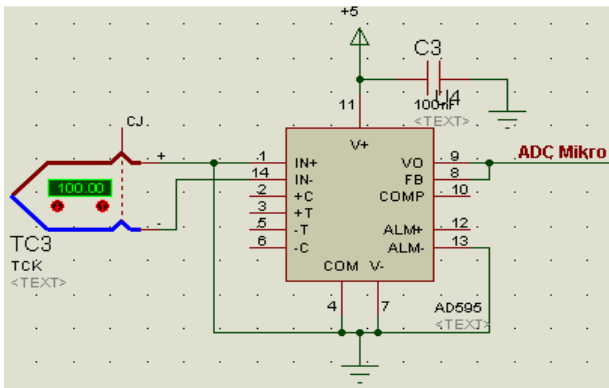 +5
C3
U4
100nF
<TEXT>
11
CJ
V+
+
1 IN+ VO 9 ADC Mikro
14 IN- FB 8
100.00
2 +C COMP 10
3 +T
-
5 -T ALM+ 12
6 -C ALM- 13
TC3
TCK
<TEXT>
COM V-
4 7 AD595
<TEXT>